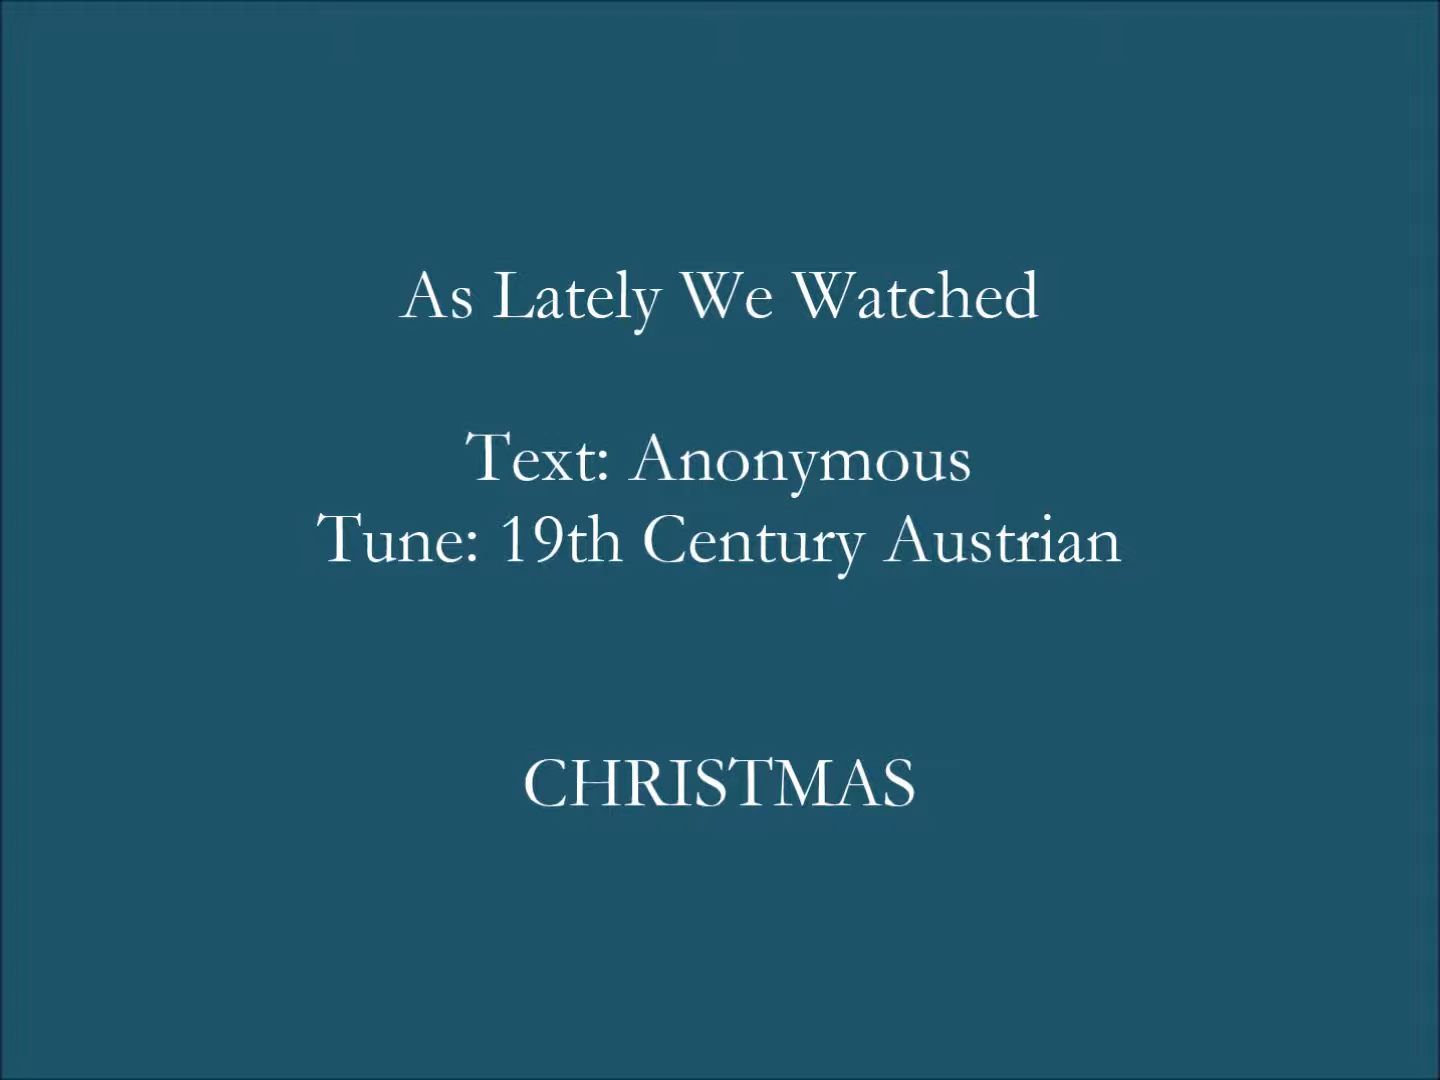 As Lately We Watched
Text: Anonymous
Tune: 19th Century Austrian
CHRISTMAS